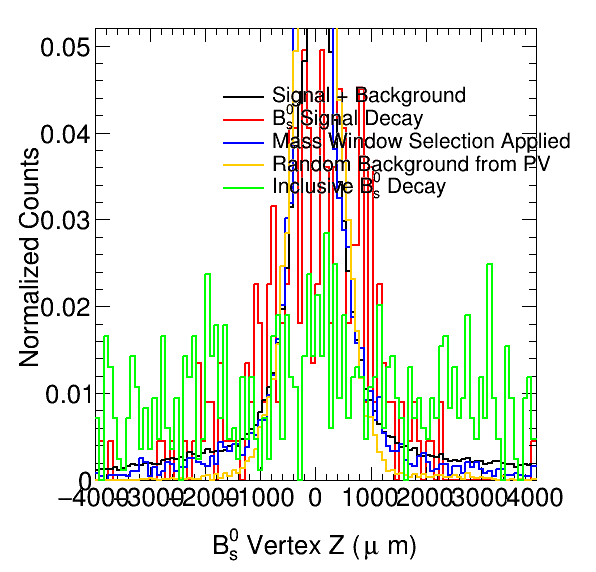 0.05
0.04
0.03
0.02
0.01
0
Normalized Counts
Signal + Background
B_s^0 Signal Decay
Mass Window Selection Applied
Random Background from PV
Inclusive B_s^0 Decay
−4000 −3000 −2000 −1000 0 1000 2000 3000 4000
B_s^0 Vertex Z (μ m)